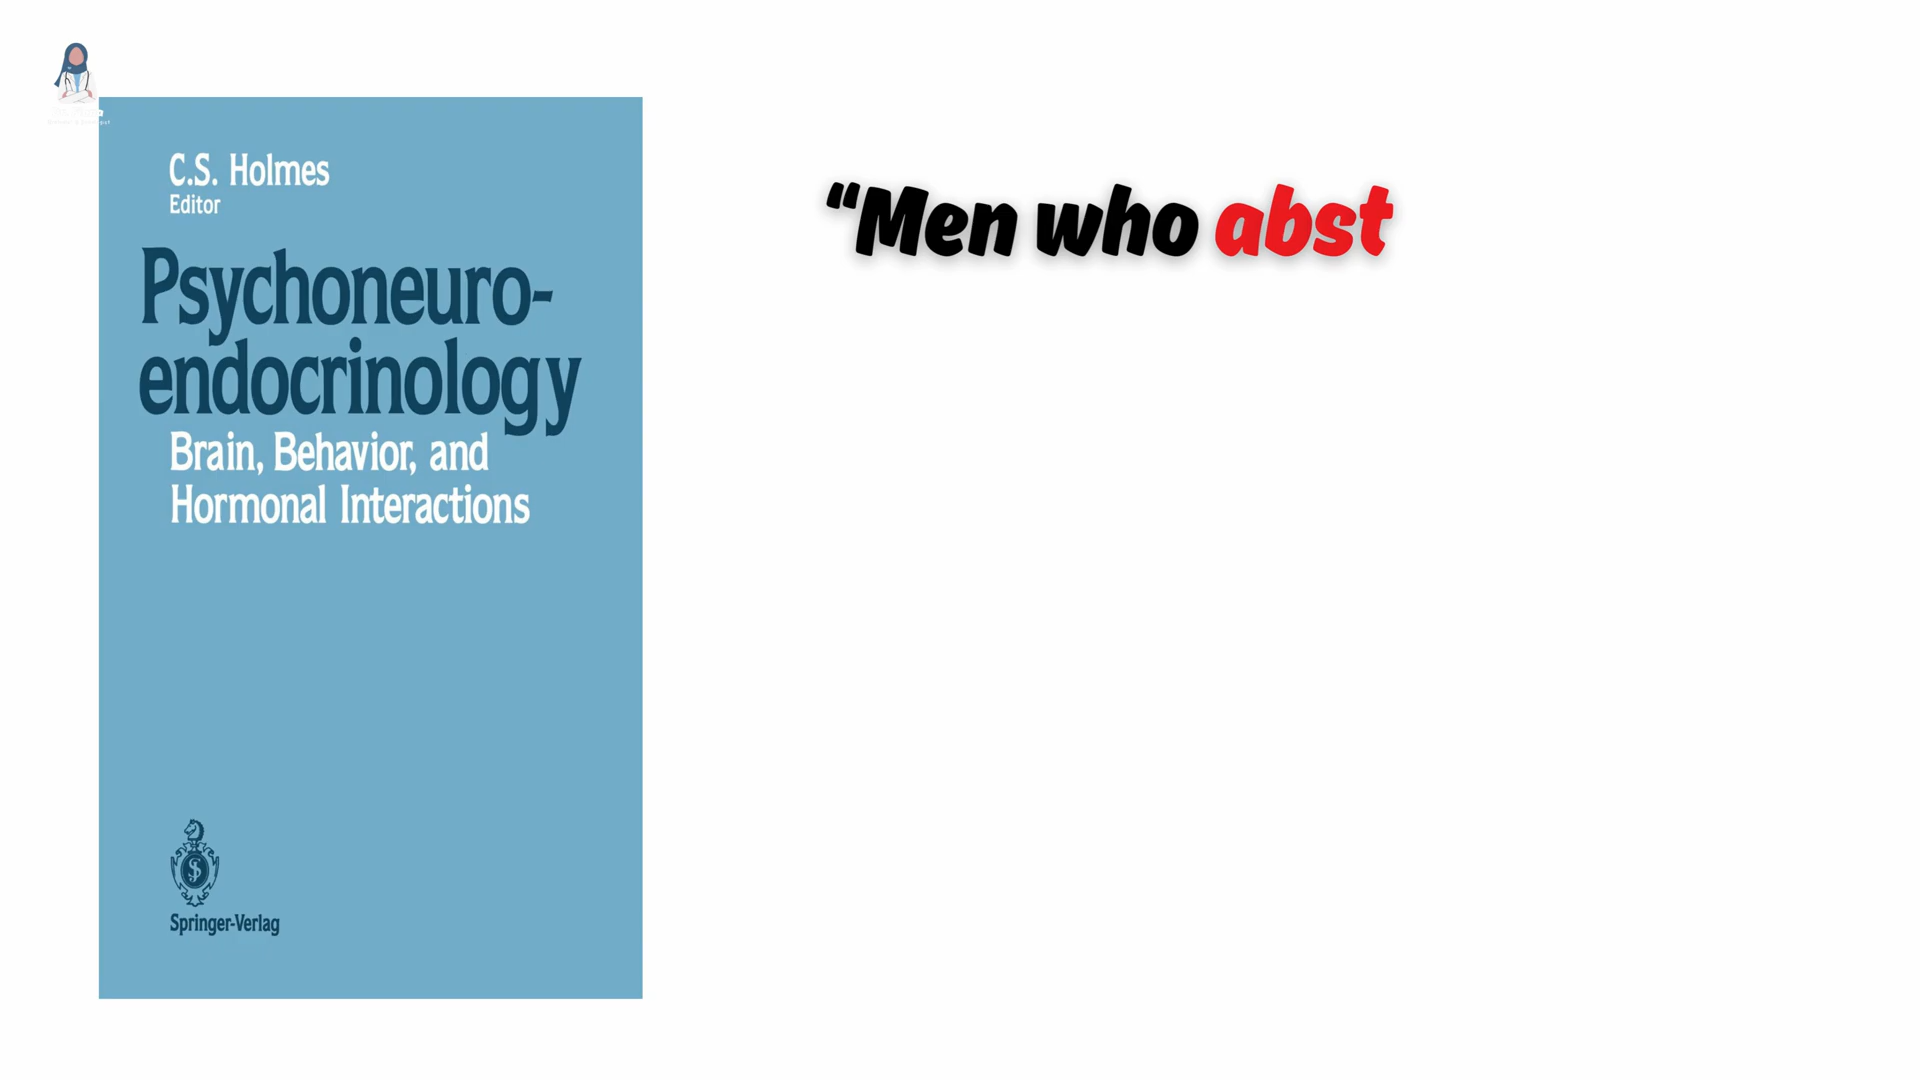 C.S. Holmes
Editor
Psychoneuro-
endocrinology
Brain, Behavior, and
Hormonal Interactions
Springer-Verlag
“Men who abst